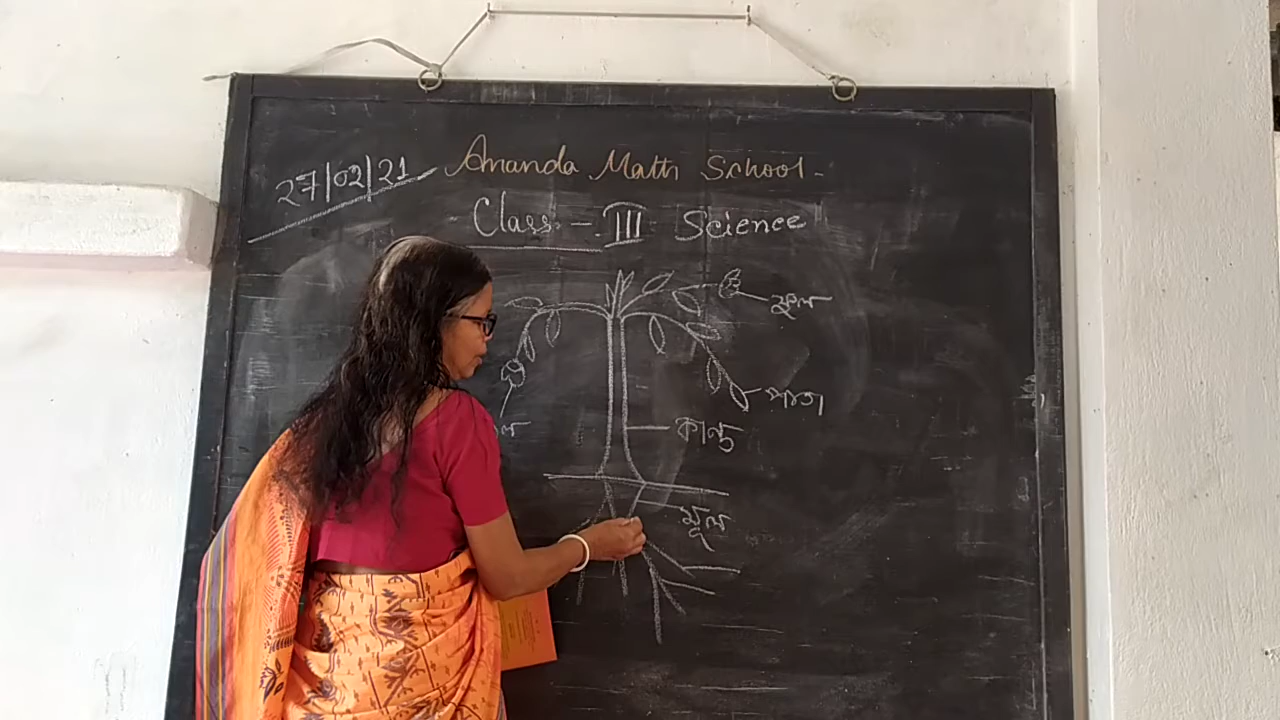 27/02/21
Ananda Math School
Class - III Science
ফুল
পাতা
কাণ্ড
মূল